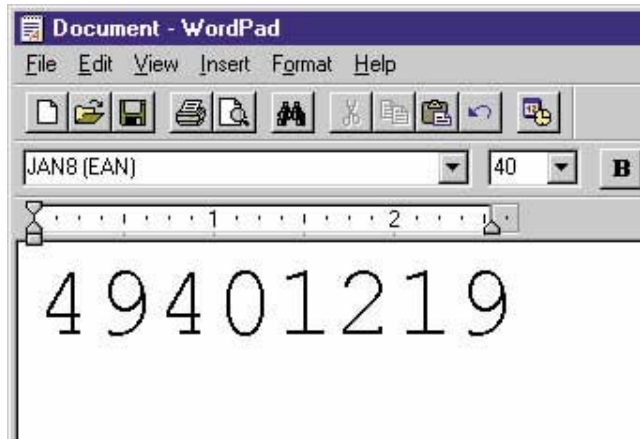 Document - WordPad
File Edit View Insert Format Help
JAN8 (EAN) 40 B
1 2
49401219